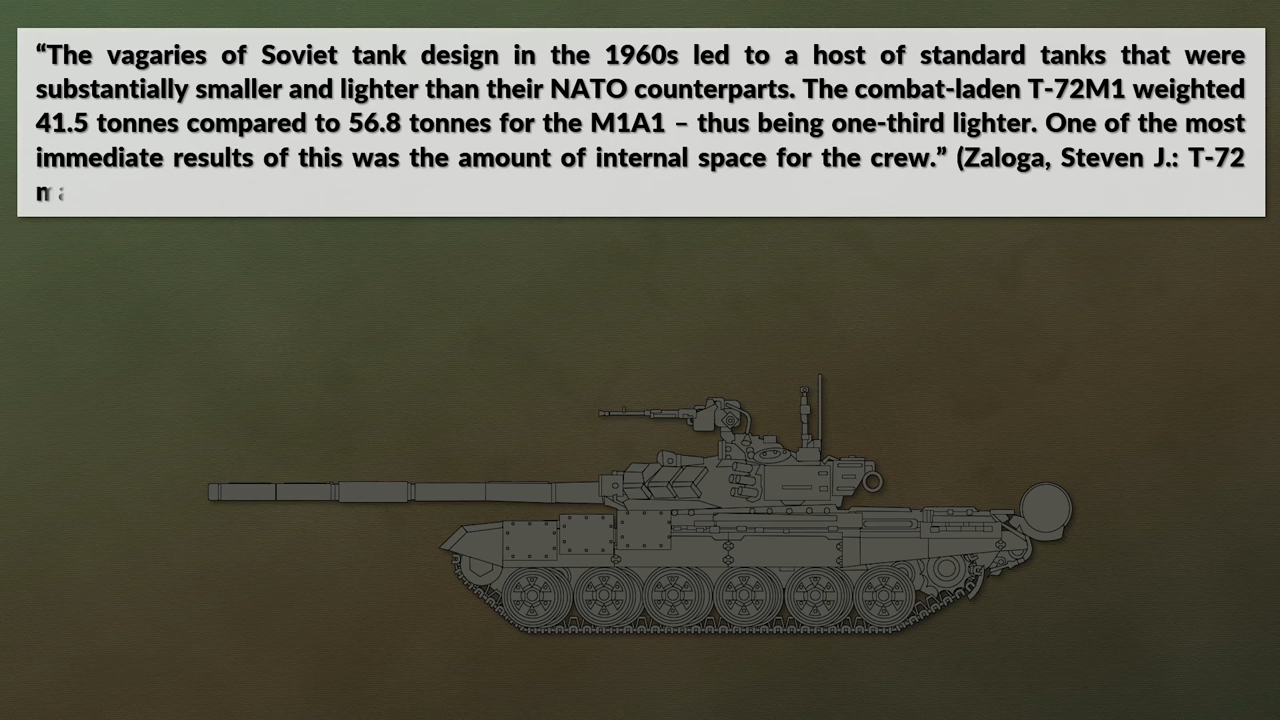 “The vagaries of Soviet tank design in the 1960s led to a host of standard tanks that were
substantially smaller and lighter than their NATO counterparts. The combat-laden T-72M1 weighted
41.5 tonnes compared to 56.8 tonnes for the M1A1 – thus being one-third lighter. One of the most
immediate results of this was the amount of internal space for the crew.” (Zaloga, Steven J.: T-72